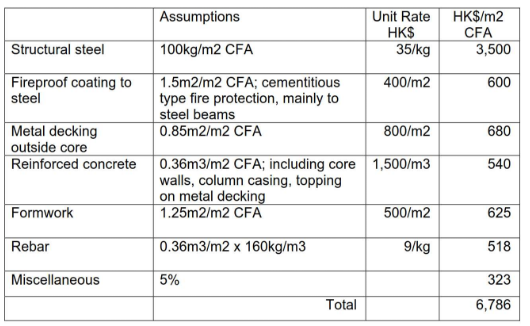 Assumptions Unit Rate HK$ HK$/m2 CFA
Structural steel 100kg/m2 CFA 35/kg 3,500
Fireproof coating to steel 1.5m2/m2 CFA; cementitious type fire protection, mainly to steel beams 400/m2 600
Metal decking outside core 0.85m2/m2 CFA 800/m2 680
Reinforced concrete 0.36m3/m2 CFA; including core walls, column casing, topping on metal decking 1,500/m3 540
Formwork 1.25m2/m2 CFA 500/m2 625
Rebar 0.36m3/m2 x 160kg/m3 9/kg 518
Miscellaneous 5% 323
Total 6,786